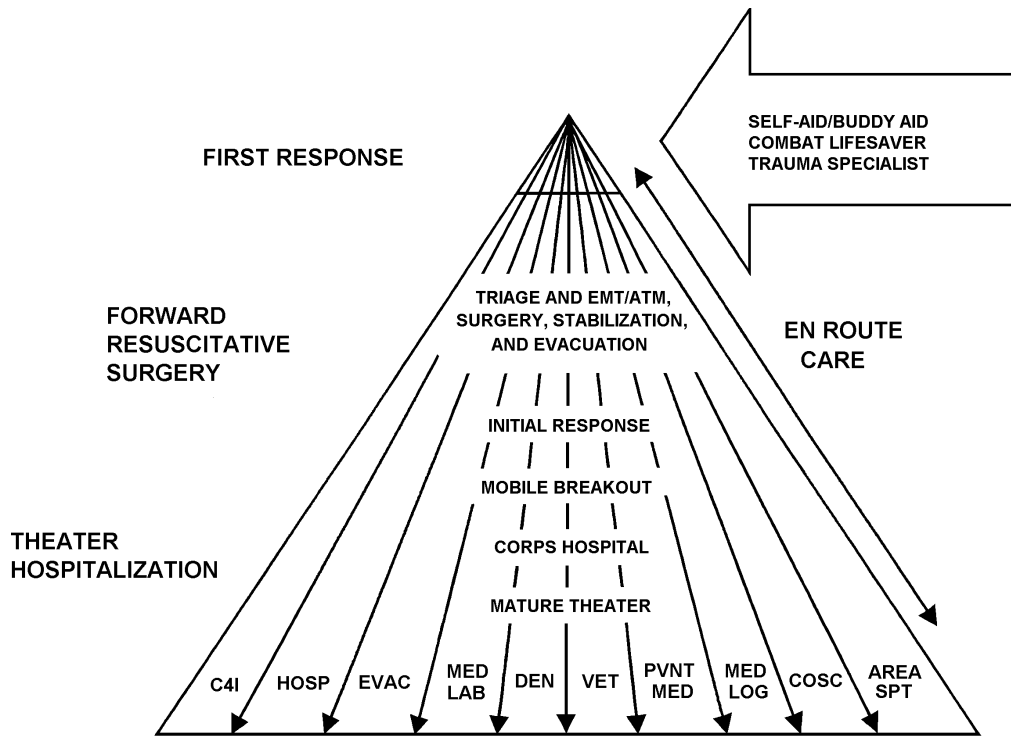 SELF-AID/BUDDY AID
COMBAT LIFESAVER
TRAUMA SPECIALIST
FIRST RESPONSE
TRIAGE AND EMT/ATM,
SURGERY, STABILIZATION,
AND EVACUATION
FORWARD
RESUSCITATIVE
SURGERY
EN ROUTE
CARE
INITIAL RESPONSE
MOBILE BREAKOUT
THEATER
HOSPITALIZATION
CORPS HOSPITAL
MATURE THEATER
C4I
HOSP
EVAC
MED
LAB
DEN
VET
PVNT
MED
MED
LOG
COSC
AREA
SPT